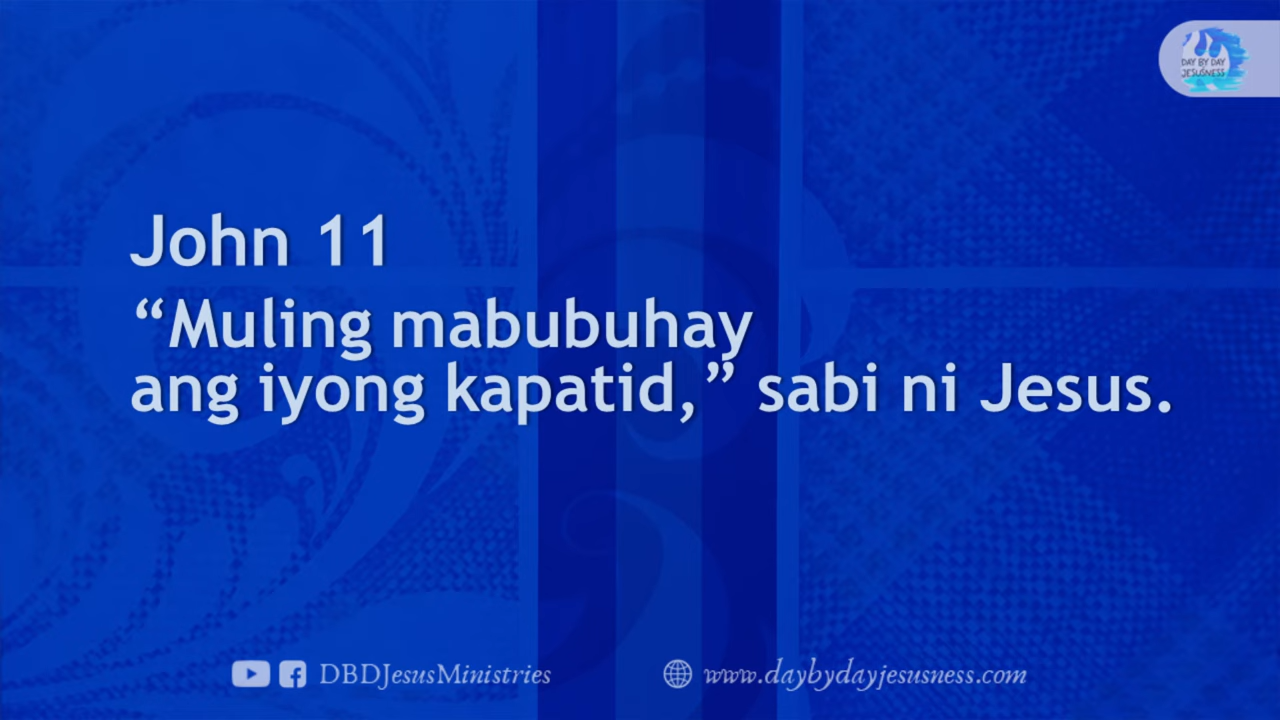 DAY BY DAY
JESUSNESS
John 11
“Muling mabubuhay
ang iyong kapatid,” sabi ni Jesus.
DBDJesusMinistries
www.daybydayjesusness.com